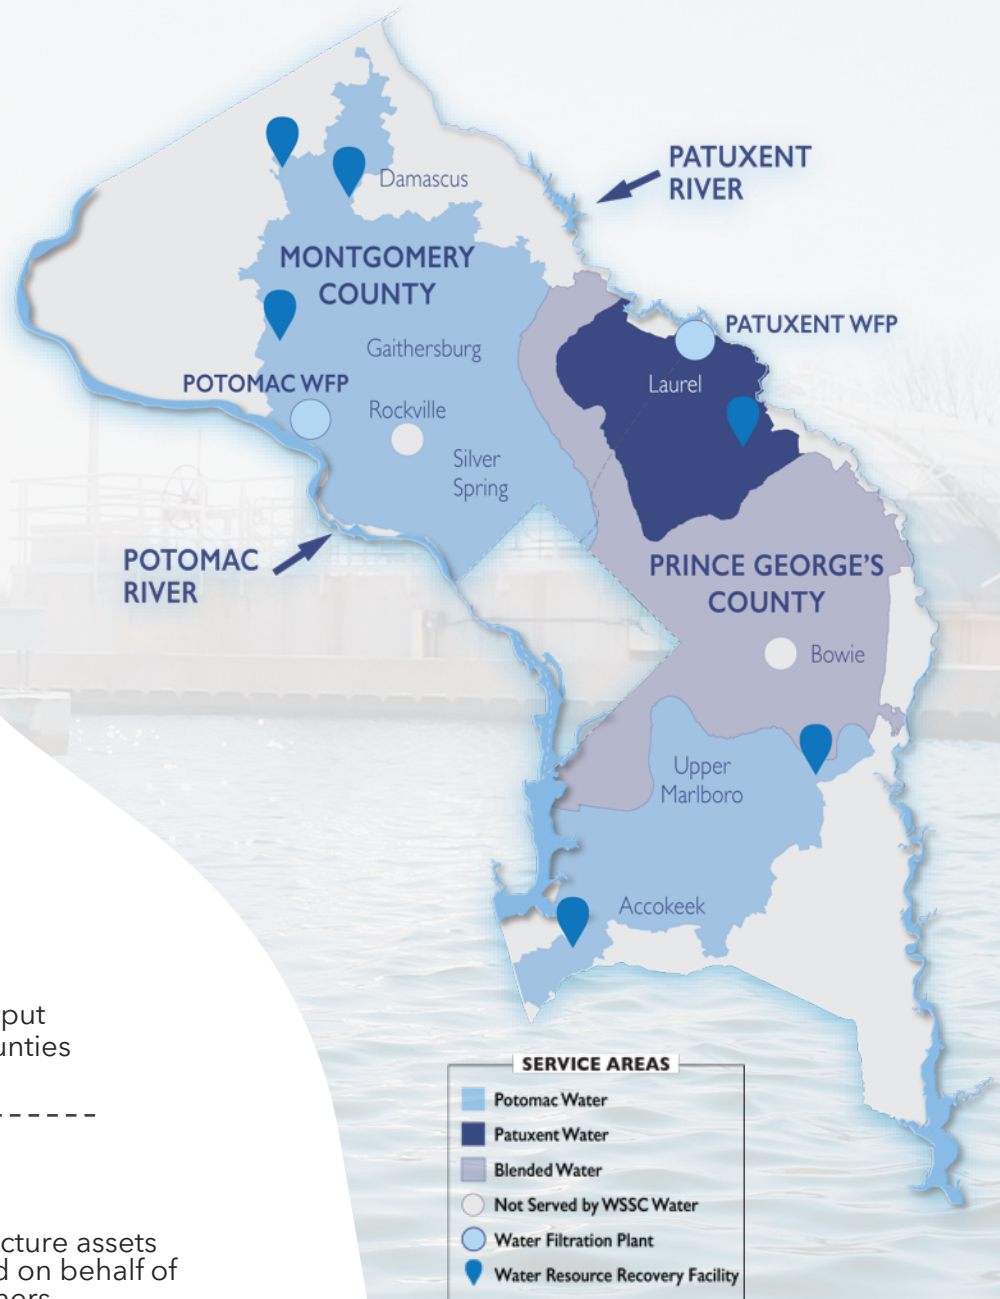 PATUXENT
RIVER
Damascus
MONTGOMERY
COUNTY
PATUXENT WFP
Gaithersburg
POTOMAC WFP
Laurel
Rockville
Silver
Spring
POTOMAC
RIVER
PRINCE GEORGE'S
COUNTY
Bowie
Upper
Marlboro
Accokeek
put
unties
SERVICE AREAS
Potomac Water
Patuxent Water
Blended Water
Not Served by WSSC Water
Water Filtration Plant
Water Resource Recovery Facility
cture assets
d on behalf of